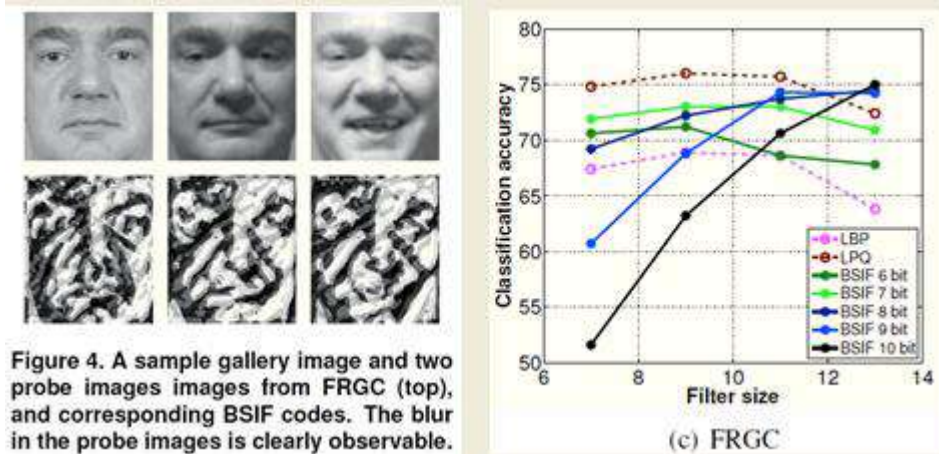 Figure 4. A sample gallery image and two
probe images images from FRGC (top),
and corresponding BSIF codes. The blur
in the probe images is clearly observable.
80
75
70
65
60
55
50
Classification accuracy
6
8
10
12
14
Filter size
LBP
LPQ
BSIF 6 bit
BSIF 7 bit
BSIF 8 bit
BSIF 9 bit
BSIF 10 bit
(c) FRGC